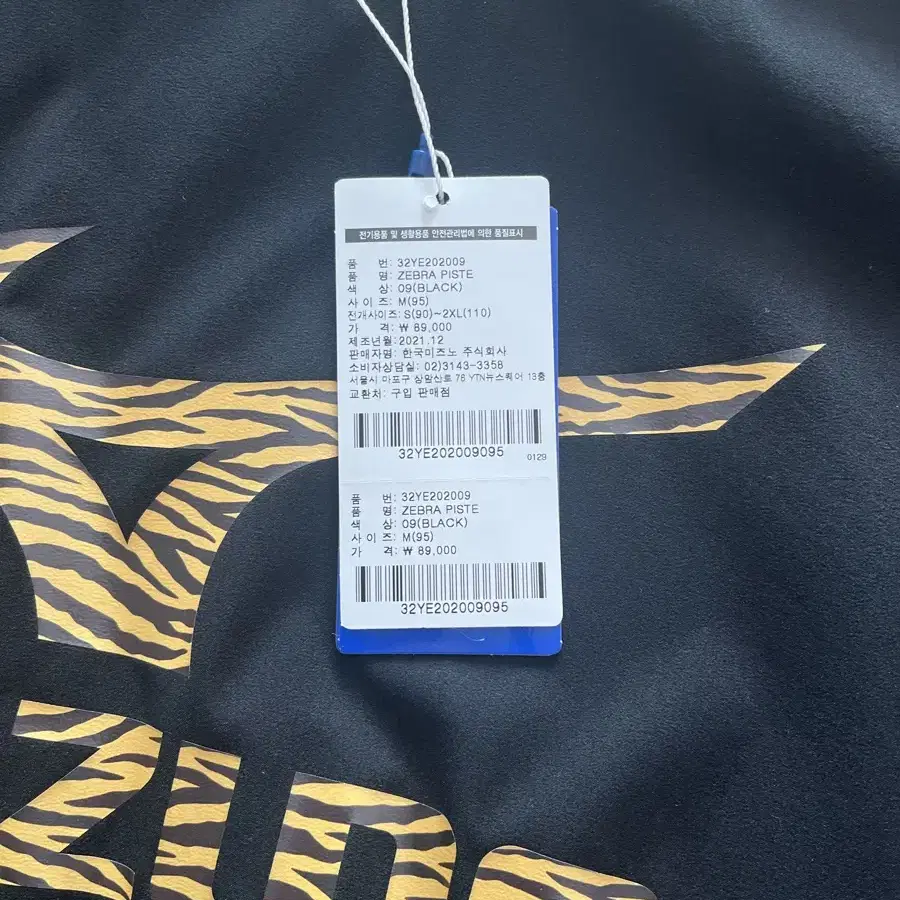 전기용품 및 생활용품 안전관리법에 의한 품질표시
품 번: 32YE202009
품 명: ZEBRA PISTE
색 상: 09(BLACK)
사 이 즈: M(95)
전개사이즈: S(90)~2XL(110)
가 격: ₩ 89,000
제조년월: 2021.12
판매자명: 한국미즈노 주식회사
소비자상담실: 02)3143-3358
서울시 마포구 상암산로 76 YTN뉴스퀘어 13층
교환처: 구입 판매점
32YE202009095
0129
품 번: 32YE202009
품 명: ZEBRA PISTE
색 상: 09(BLACK)
사 이 즈: M(95)
가 격: ₩ 89,000
32YE202009095